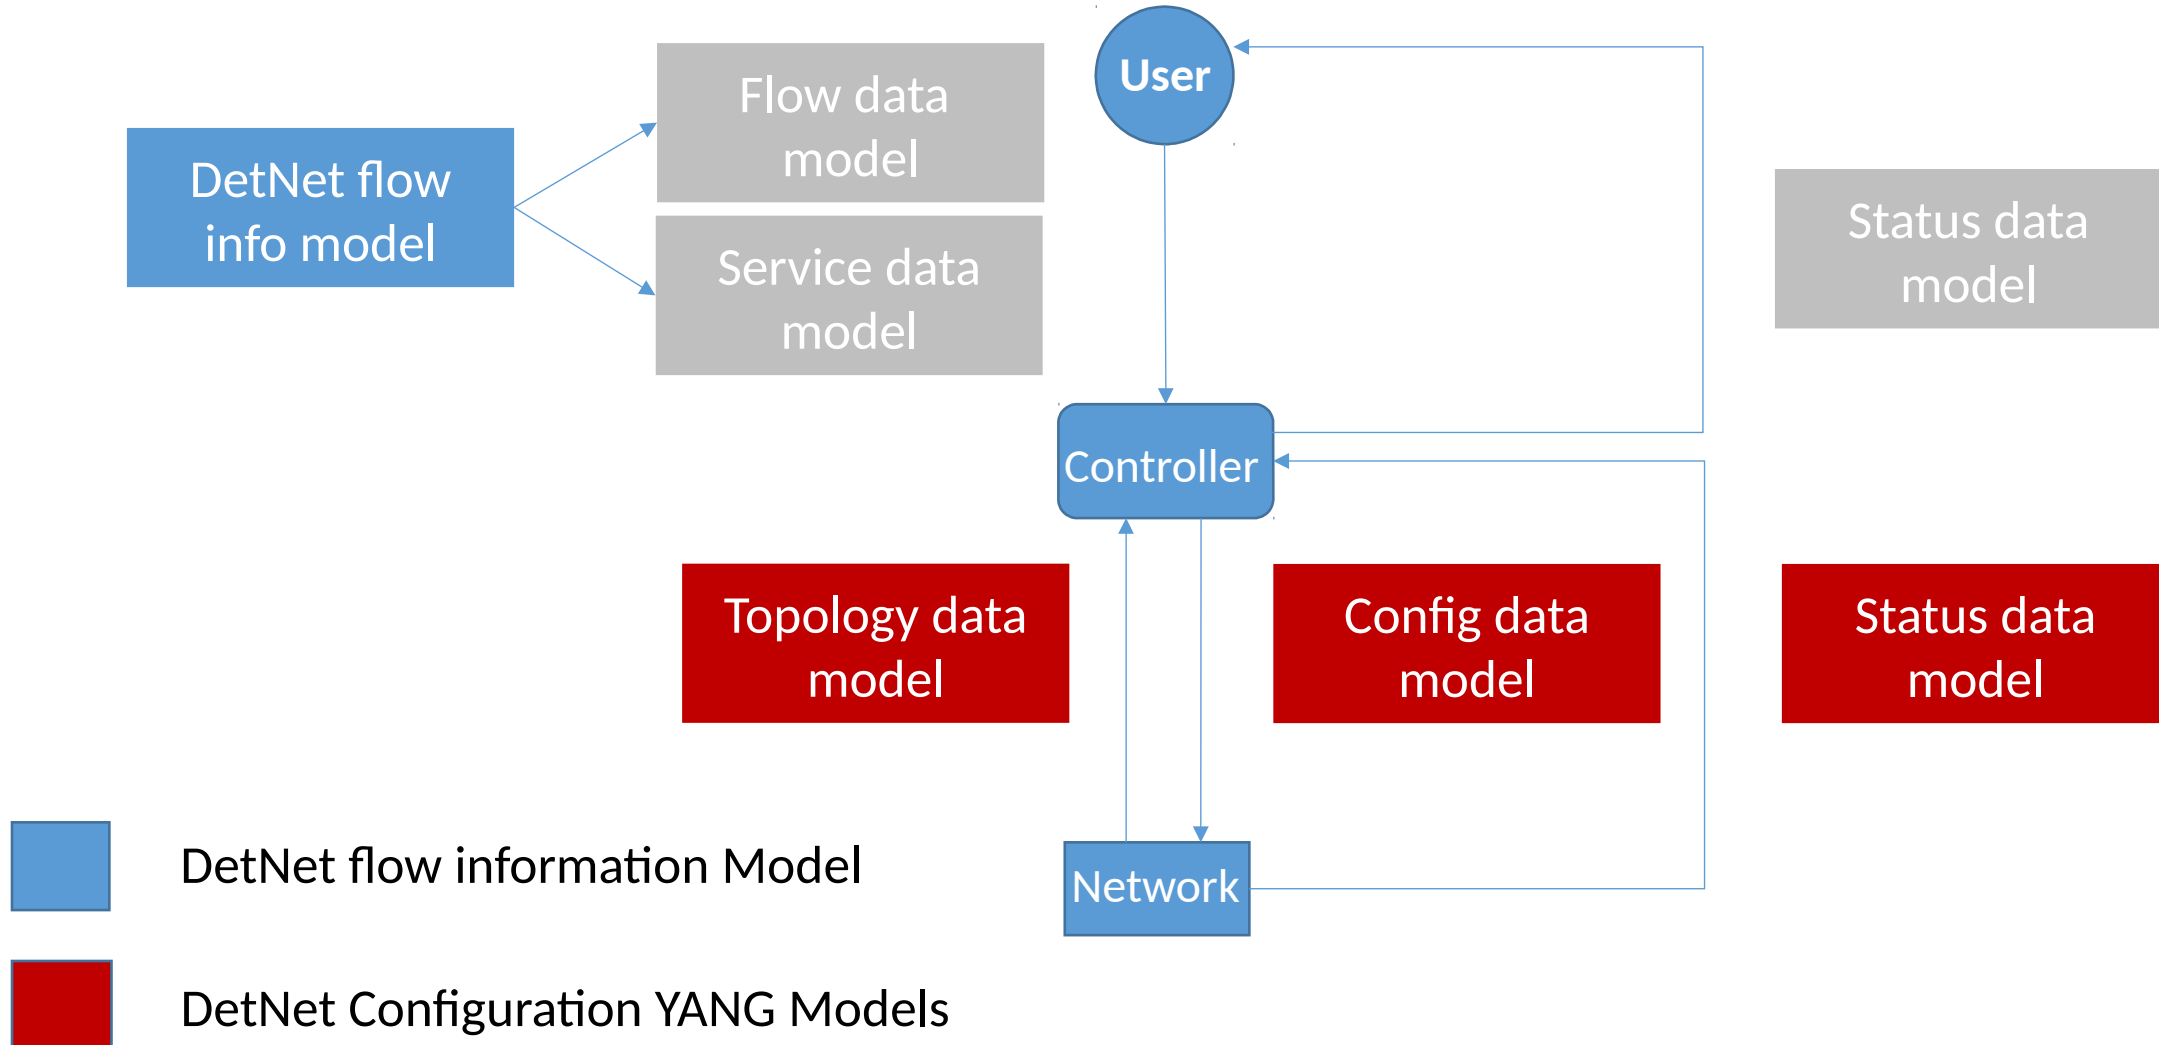 User
Flow data
model
DetNet flow
info model
Service data
model
Status data
model
Controller
Topology data
model
Config data
model
Status data
model
DetNet flow information Model
Network
DetNet Configuration YANG Models